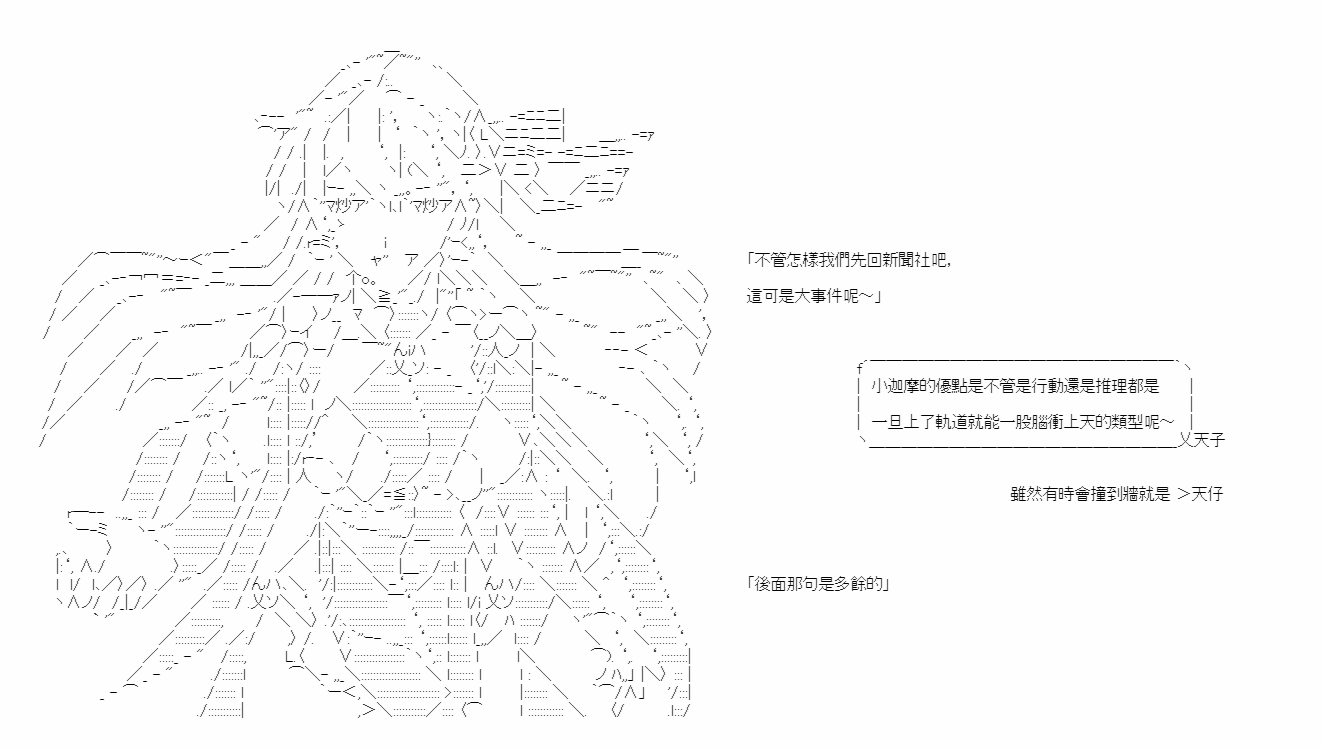 「不管怎樣我們先回新聞社吧，
這可是大事件呢～」
小迦摩的優點是不管是行動還是推理都是
一旦上了軌道就能一股腦衝上天的類型呢～
乂天子
雖然有時會撞到牆就是 ＞天仔
「後面那句是多餘的」